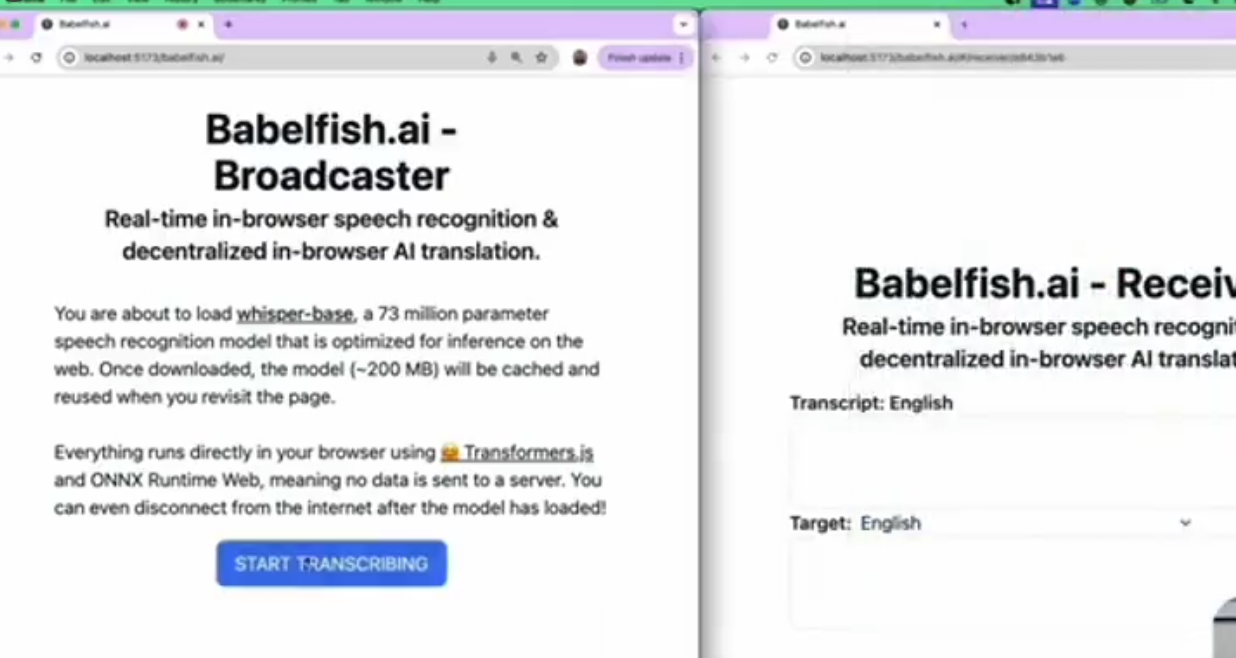 Babelfish.ai
localhost:5173/babelfish.ai/
Finish update
Babelfish.ai -
Broadcaster
Real-time in-browser speech recognition &
decentralized in-browser AI translation.
You are about to load whisper-base, a 73 million parameter
speech recognition model that is optimized for inference on the
web. Once downloaded, the model (~200 MB) will be cached and
reused when you revisit the page.
Everything runs directly in your browser using 🤗 Transformers.js
and ONNX Runtime Web, meaning no data is sent to a server. You
can even disconnect from the internet after the model has loaded!
START TRANSCRIBING
Babelfish.ai
Babelfish.ai - Receiv
Real-time in-browser speech recognit
decentralized in-browser AI translat
Transcript: English
Target: English